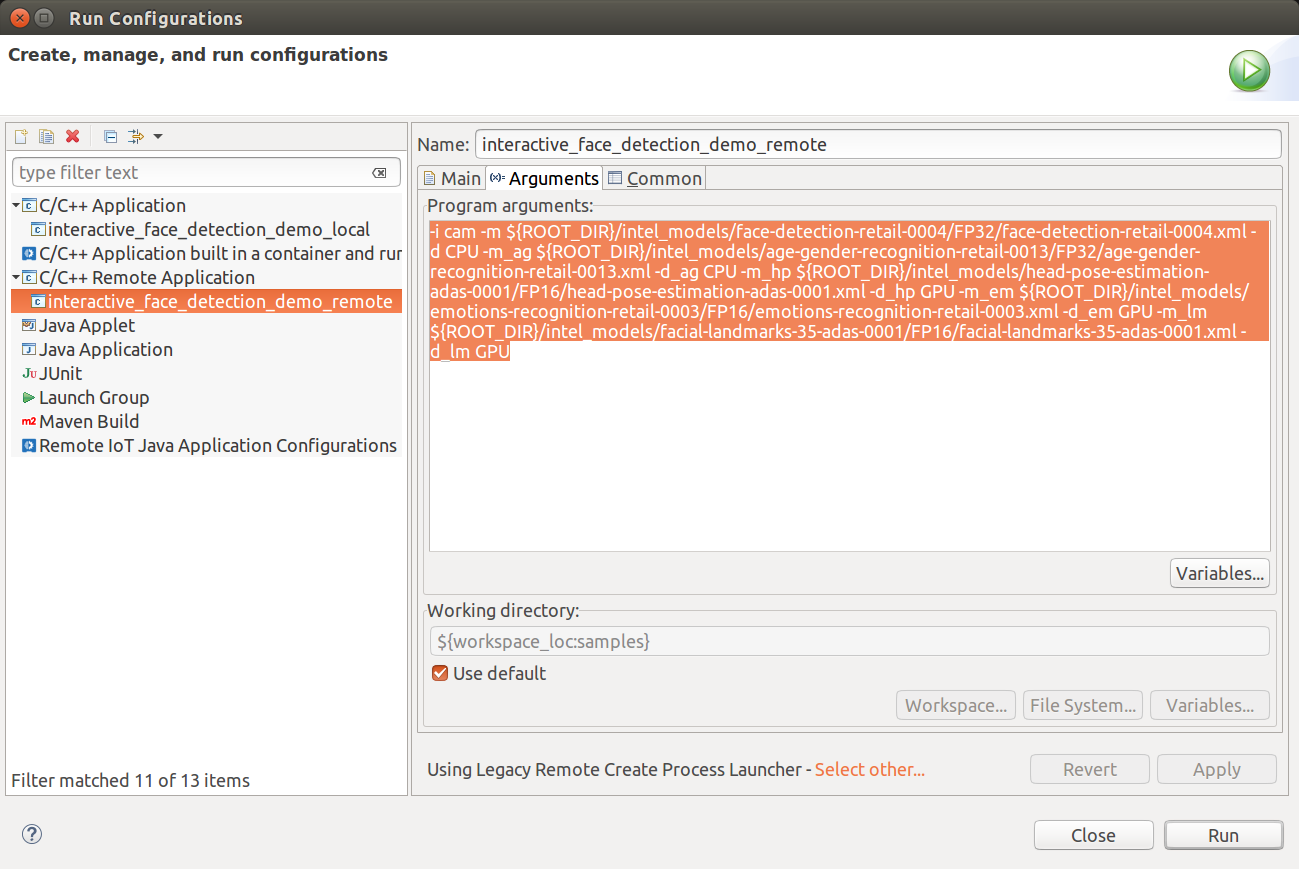 Run Configurations
Create, manage, and run configurations
type filter text
C/C++ Application
interactive_face_detection_demo_local
C/C++ Application built in a container and run
C/C++ Remote Application
interactive_face_detection_demo_remote
Java Applet
Java Application
JUnit
Launch Group
Maven Build
Remote IoT Java Application Configurations
Filter matched 11 of 13 items
Name: interactive_face_detection_demo_remote
Main Arguments Common
Program arguments:
-i cam -m ${ROOT_DIR}/intel_models/face-detection-retail-0004/FP32/face-detection-retail-0004.xml -
d CPU -m_ag ${ROOT_DIR}/intel_models/age-gender-recognition-retail-0013/FP32/age-gender-
recognition-retail-0013.xml -d_ag CPU -m_hp ${ROOT_DIR}/intel_models/head-pose-estimation-
adas-0001/FP16/head-pose-estimation-adas-0001.xml -d_hp GPU -m_em ${ROOT_DIR}/intel_models/
emotions-recognition-retail-0003/FP16/emotions-recognition-retail-0003.xml -d_em GPU -m_lm
${ROOT_DIR}/intel_models/facial-landmarks-35-adas-0001/FP16/facial-landmarks-35-adas-0001.xml -
d_lm GPU
Variables...
Working directory:
${workspace_loc:samples}
Use default
Workspace... File System... Variables...
Using Legacy Remote Create Process Launcher - Select other...
Revert Apply
Close Run